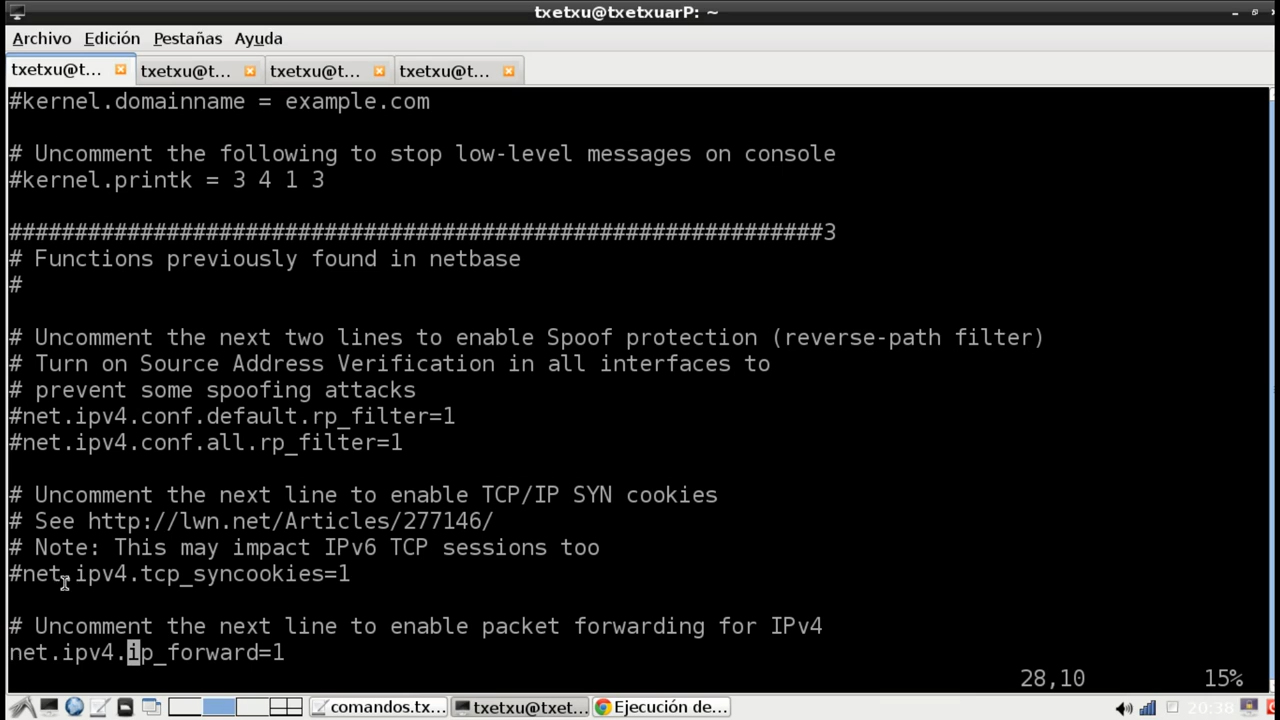 txetxu@txetxuarP: ~
Archivo Edición Pestañas Ayuda
txetxu@t... txetxu@t... txetxu@t... txetxu@t...
#kernel.domainname = example.com
# Uncomment the following to stop low-level messages on console
#kernel.printk = 3 4 1 3
##############################################################3
# Functions previously found in netbase
#
# Uncomment the next two lines to enable Spoof protection (reverse-path filter)
# Turn on Source Address Verification in all interfaces to
# prevent some spoofing attacks
#net.ipv4.conf.default.rp_filter=1
#net.ipv4.conf.all.rp_filter=1
# Uncomment the next line to enable TCP/IP SYN cookies
# See http://lwn.net/Articles/277146/
# Note: This may impact IPv6 TCP sessions too
#net.ipv4.tcp_syncookies=1
# Uncomment the next line to enable packet forwarding for IPv4
net.ipv4.ip_forward=1
28,10 15%
comandos.tx... txetxu@txet... Ejecución de... 20:38